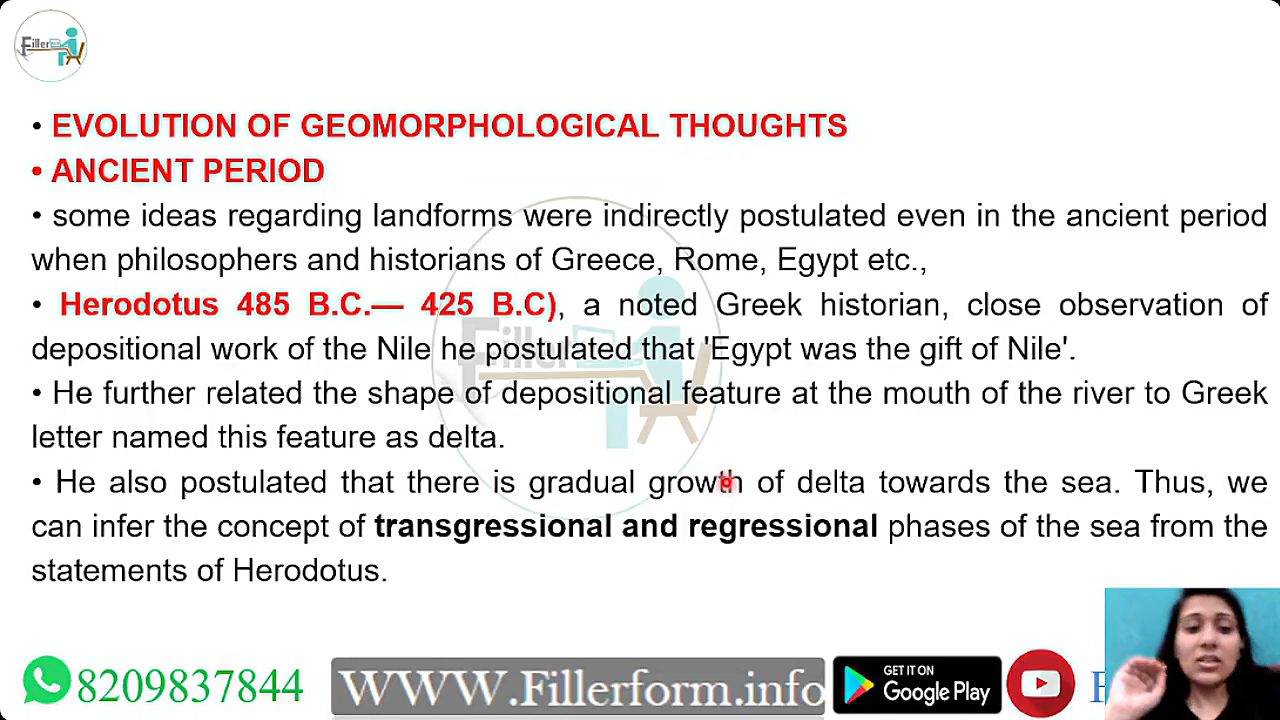 Filler
• EVOLUTION OF GEOMORPHOLOGICAL THOUGHTS
• ANCIENT PERIOD
• some ideas regarding landforms were indirectly postulated even in the ancient period
when philosophers and historians of Greece, Rome, Egypt etc.,
• Herodotus 485 B.C.— 425 B.C), a noted Greek historian, close observation of
depositional work of the Nile he postulated that 'Egypt was the gift of Nile'.
• He further related the shape of depositional feature at the mouth of the river to Greek
letter named this feature as delta.
• He also postulated that there is gradual growth of delta towards the sea. Thus, we
can infer the concept of transgressional and regressional phases of the sea from the
statements of Herodotus.
Filler
8209837844
WWW.Fillerform.info
GET IT ON
Google Play